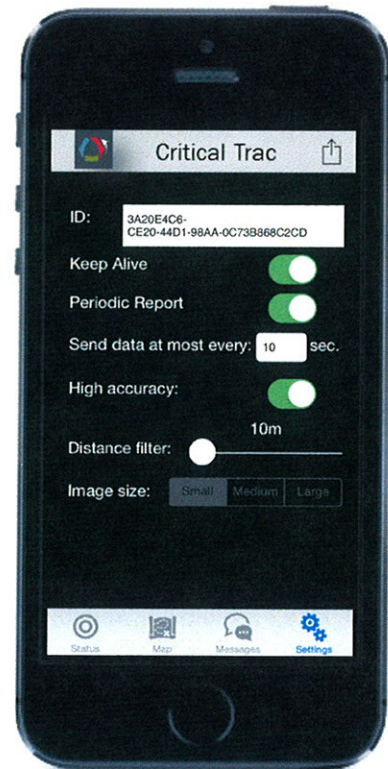 Critical Trac
ID:
3A20E4C6-
CE20-44D1-98AA-0C73B868C2CD
Keep Alive
Periodic Report
Send data at most every: 10 sec.
High accuracy:
10m
Distance filter:
Image size: Small Medium Large
Status Map Messages Settings